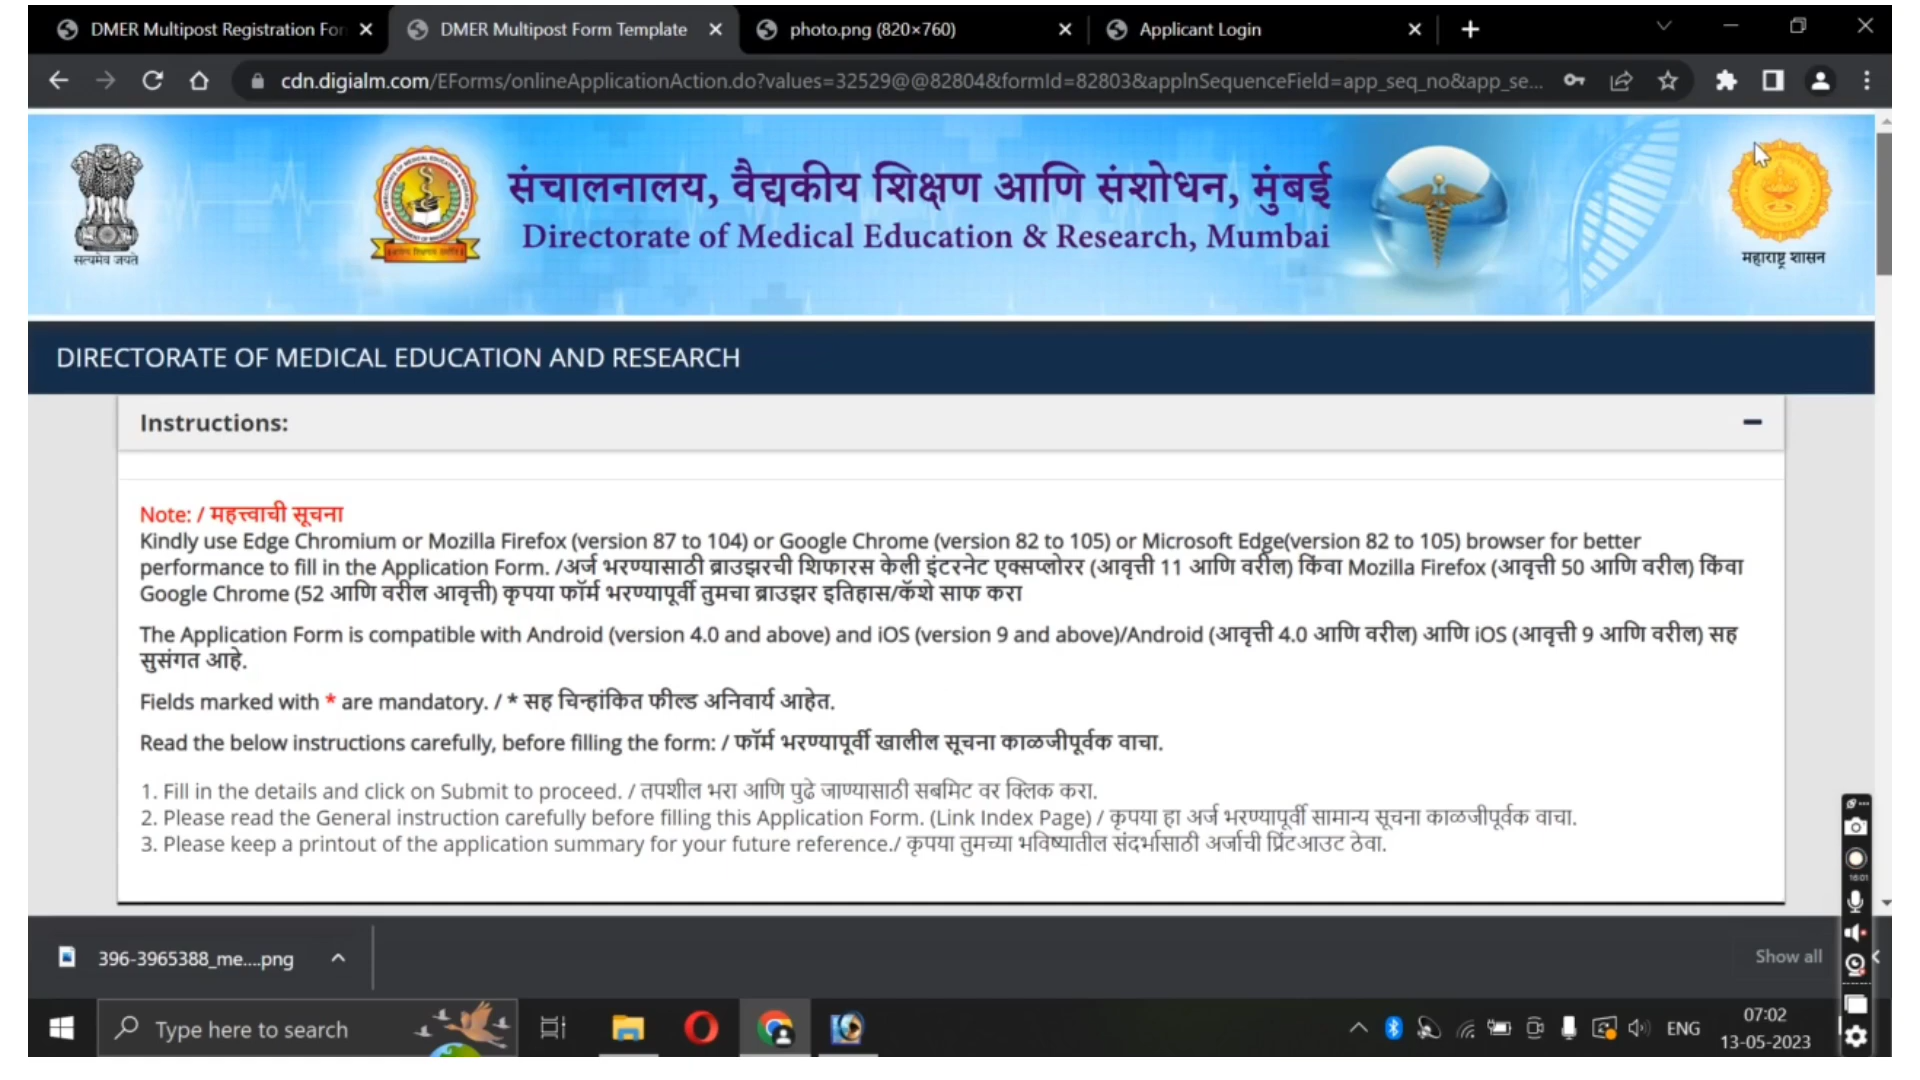 DMER Multipost Registration For
DMER Multipost Form Template
photo.png (820×760)
Applicant Login
cdn.digialm.com/EForms/onlineApplicationAction.do?values=32529@@82804&formId=82803&applnSequenceField=app_seq_no&app_se...
सत्यमेव जयते
संचालनालय, वैद्यकीय शिक्षण आणि संशोधन, मुंबई
Directorate of Medical Education & Research, Mumbai
महाराष्ट्र शासन
DIRECTORATE OF MEDICAL EDUCATION AND RESEARCH
Instructions:
Note: / महत्त्वाची सूचना
Kindly use Edge Chromium or Mozilla Firefox (version 87 to 104) or Google Chrome (version 82 to 105) or Microsoft Edge(version 82 to 105) browser for better
performance to fill in the Application Form. /अर्ज भरण्यासाठी ब्राउझरची शिफारस केली इंटरनेट एक्सप्लोरर (आवृत्ती 11 आणि वरील) किंवा Mozilla Firefox (आवृत्ती 50 आणि वरील) किंवा
Google Chrome (52 आणि वरील आवृत्ती) कृपया फॉर्म भरण्यापूर्वी तुमचा ब्राउझर इतिहास/कॅशे साफ करा
The Application Form is compatible with Android (version 4.0 and above) and iOS (version 9 and above)/Android (आवृत्ती 4.0 आणि वरील) आणि iOS (आवृत्ती 9 आणि वरील) सह
सुसंगत आहे.
Fields marked with * are mandatory. / * सह चिन्हांकित फील्ड अनिवार्य आहेत.
Read the below instructions carefully, before filling the form: / फॉर्म भरण्यापूर्वी खालील सूचना काळजीपूर्वक वाचा.
1. Fill in the details and click on Submit to proceed. / तपशील भरा आणि पुढे जाण्यासाठी सबमिट वर क्लिक करा.
2. Please read the General instruction carefully before filling this Application Form. (Link Index Page) / कृपया हा अर्ज भरण्यापूर्वी सामान्य सूचना काळजीपूर्वक वाचा.
3. Please keep a printout of the application summary for your future reference./ कृपया तुमच्या भविष्यातील संदर्भासाठी अर्जाची प्रिंटआउट ठेवा.
16:01
396-3965388_me....png
Show all
Type here to search
ENG
07:02
13-05-2023